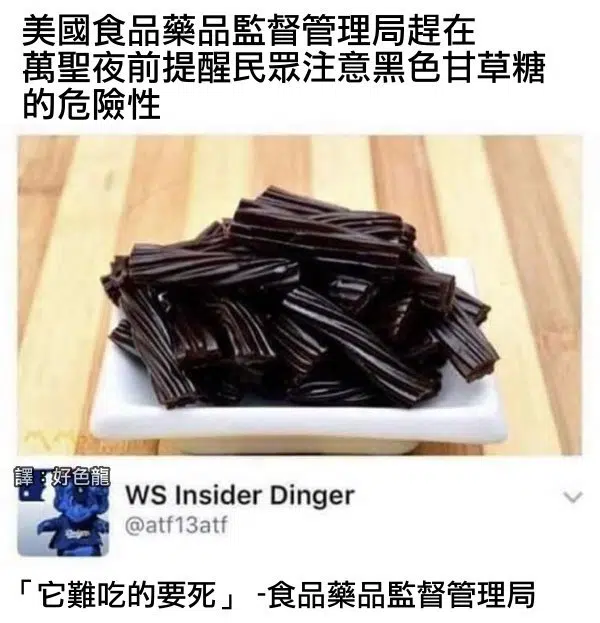 美國食品藥品監督管理局趕在
萬聖夜前提醒民眾注意黑色甘草糖
的危險性
譯：好色龍
WS Insider Dinger
@atf13atf
「它難吃的要死」 -食品藥品監督管理局